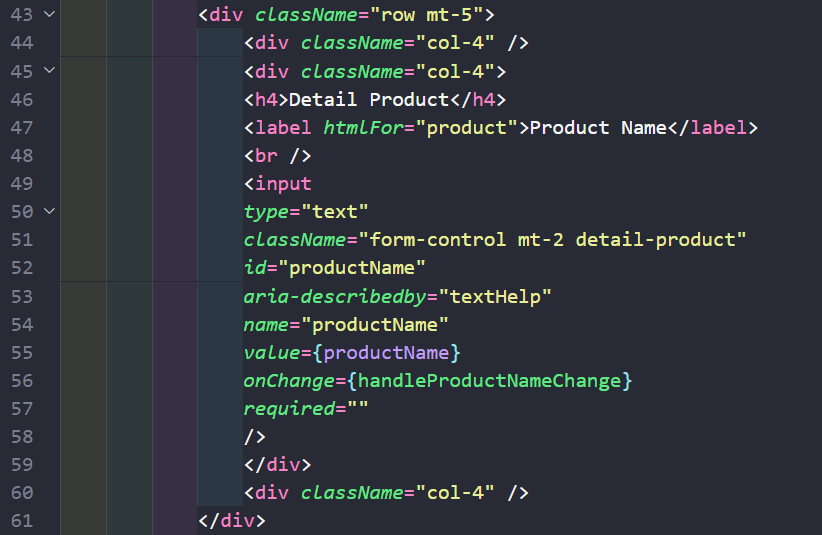 43 <div className="row mt-5">
44 <div className="col-4" />
45 <div className="col-4">
46 <h4>Detail Product</h4>
47 <label htmlFor="product">Product Name</label>
48 <br />
49 <input
50 type="text"
51 className="form-control mt-2 detail-product"
52 id="productName"
53 aria-describedby="textHelp"
54 name="productName"
55 value={productName}
56 onChange={handleProductNameChange}
57 required=""
58 />
59 </div>
60 <div className="col-4" />
61 </div>